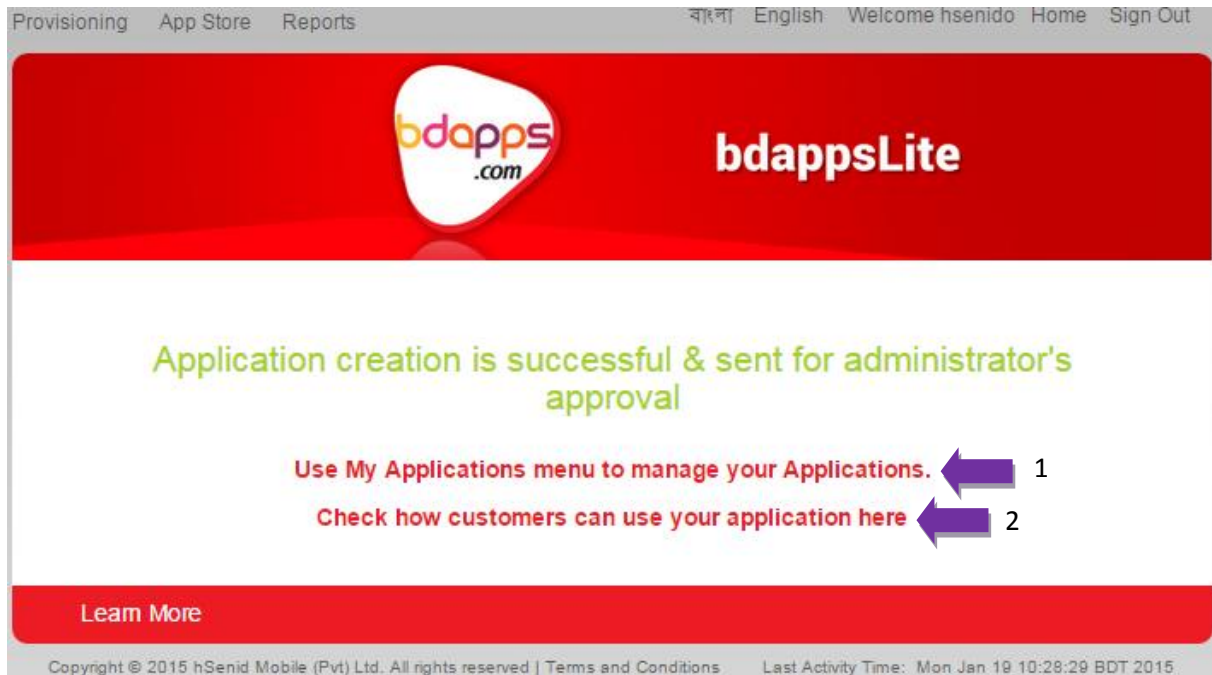 Provisioning App Store Reports বাংলা English Welcome hsenido Home Sign Out
bdapps
.com
bdappsLite
Application creation is successful & sent for administrator's
approval
Use My Applications menu to manage your Applications. 1
Check how customers can use your application here 2
Learn More
Copyright © 2015 hSenid Mobile (Pvt) Ltd. All rights reserved | Terms and Conditions Last Activity Time: Mon Jan 19 10:28:29 BDT 2015